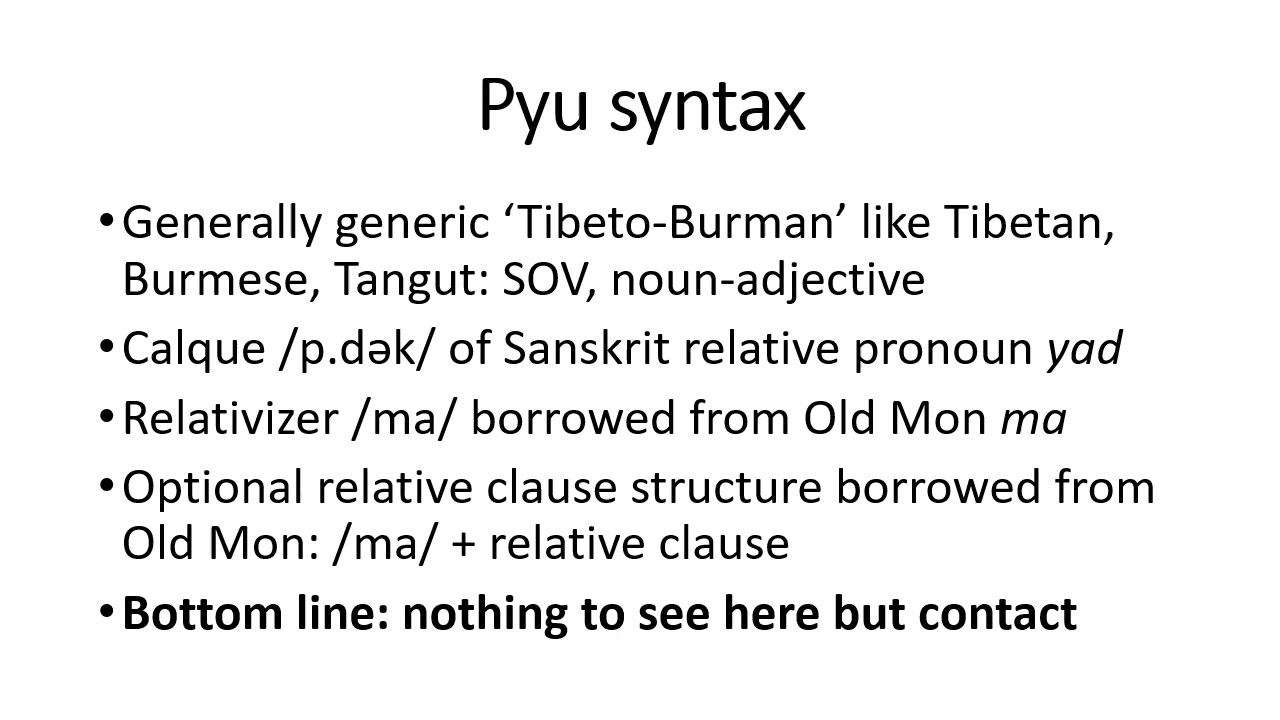 Pyu syntax
•Generally generic ‘Tibeto-Burman’ like Tibetan,
Burmese, Tangut: SOV, noun-adjective
•Calque /p.dək/ of Sanskrit relative pronoun yad
•Relativizer /ma/ borrowed from Old Mon ma
•Optional relative clause structure borrowed from
Old Mon: /ma/ + relative clause
•Bottom line: nothing to see here but contact